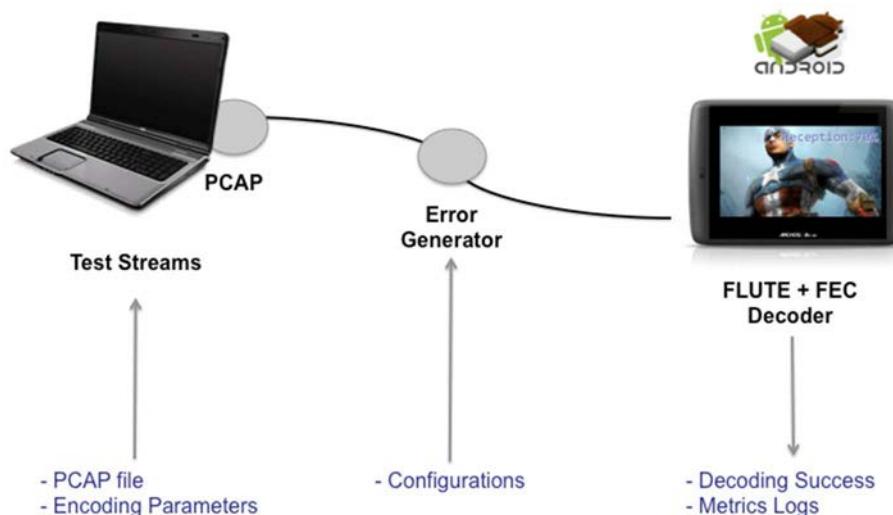 ANDROID
Reception:
PCAP
Error
Generator
ARCHOS
Test Streams
FLUTE + FEC
Decoder
- PCAP file
- Encoding Parameters
- Configurations
- Decoding Success
- Metrics Logs